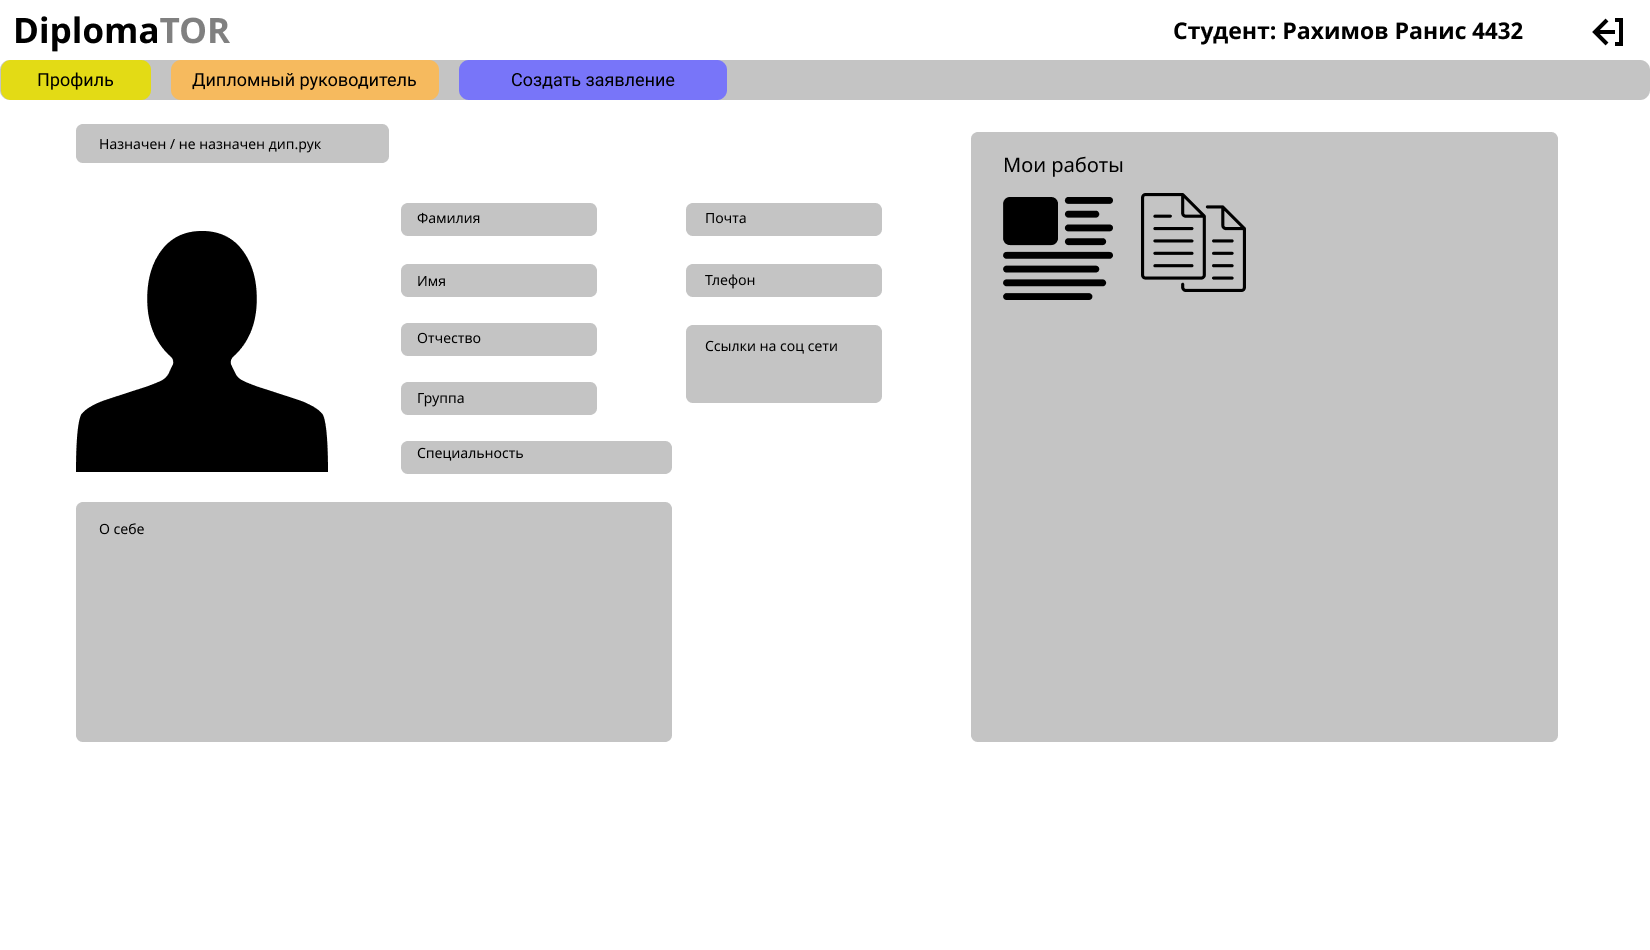 DiplomaTOR
Студент: Рахимов Ранис 4432
Профиль
Дипломный руководитель
Создать заявление
Назначен / не назначен дип.рук
Фамилия
Имя
Отчество
Группа
Специальность
Почта
Тлефон
Ссылки на соц сети
О себе
Мои работы